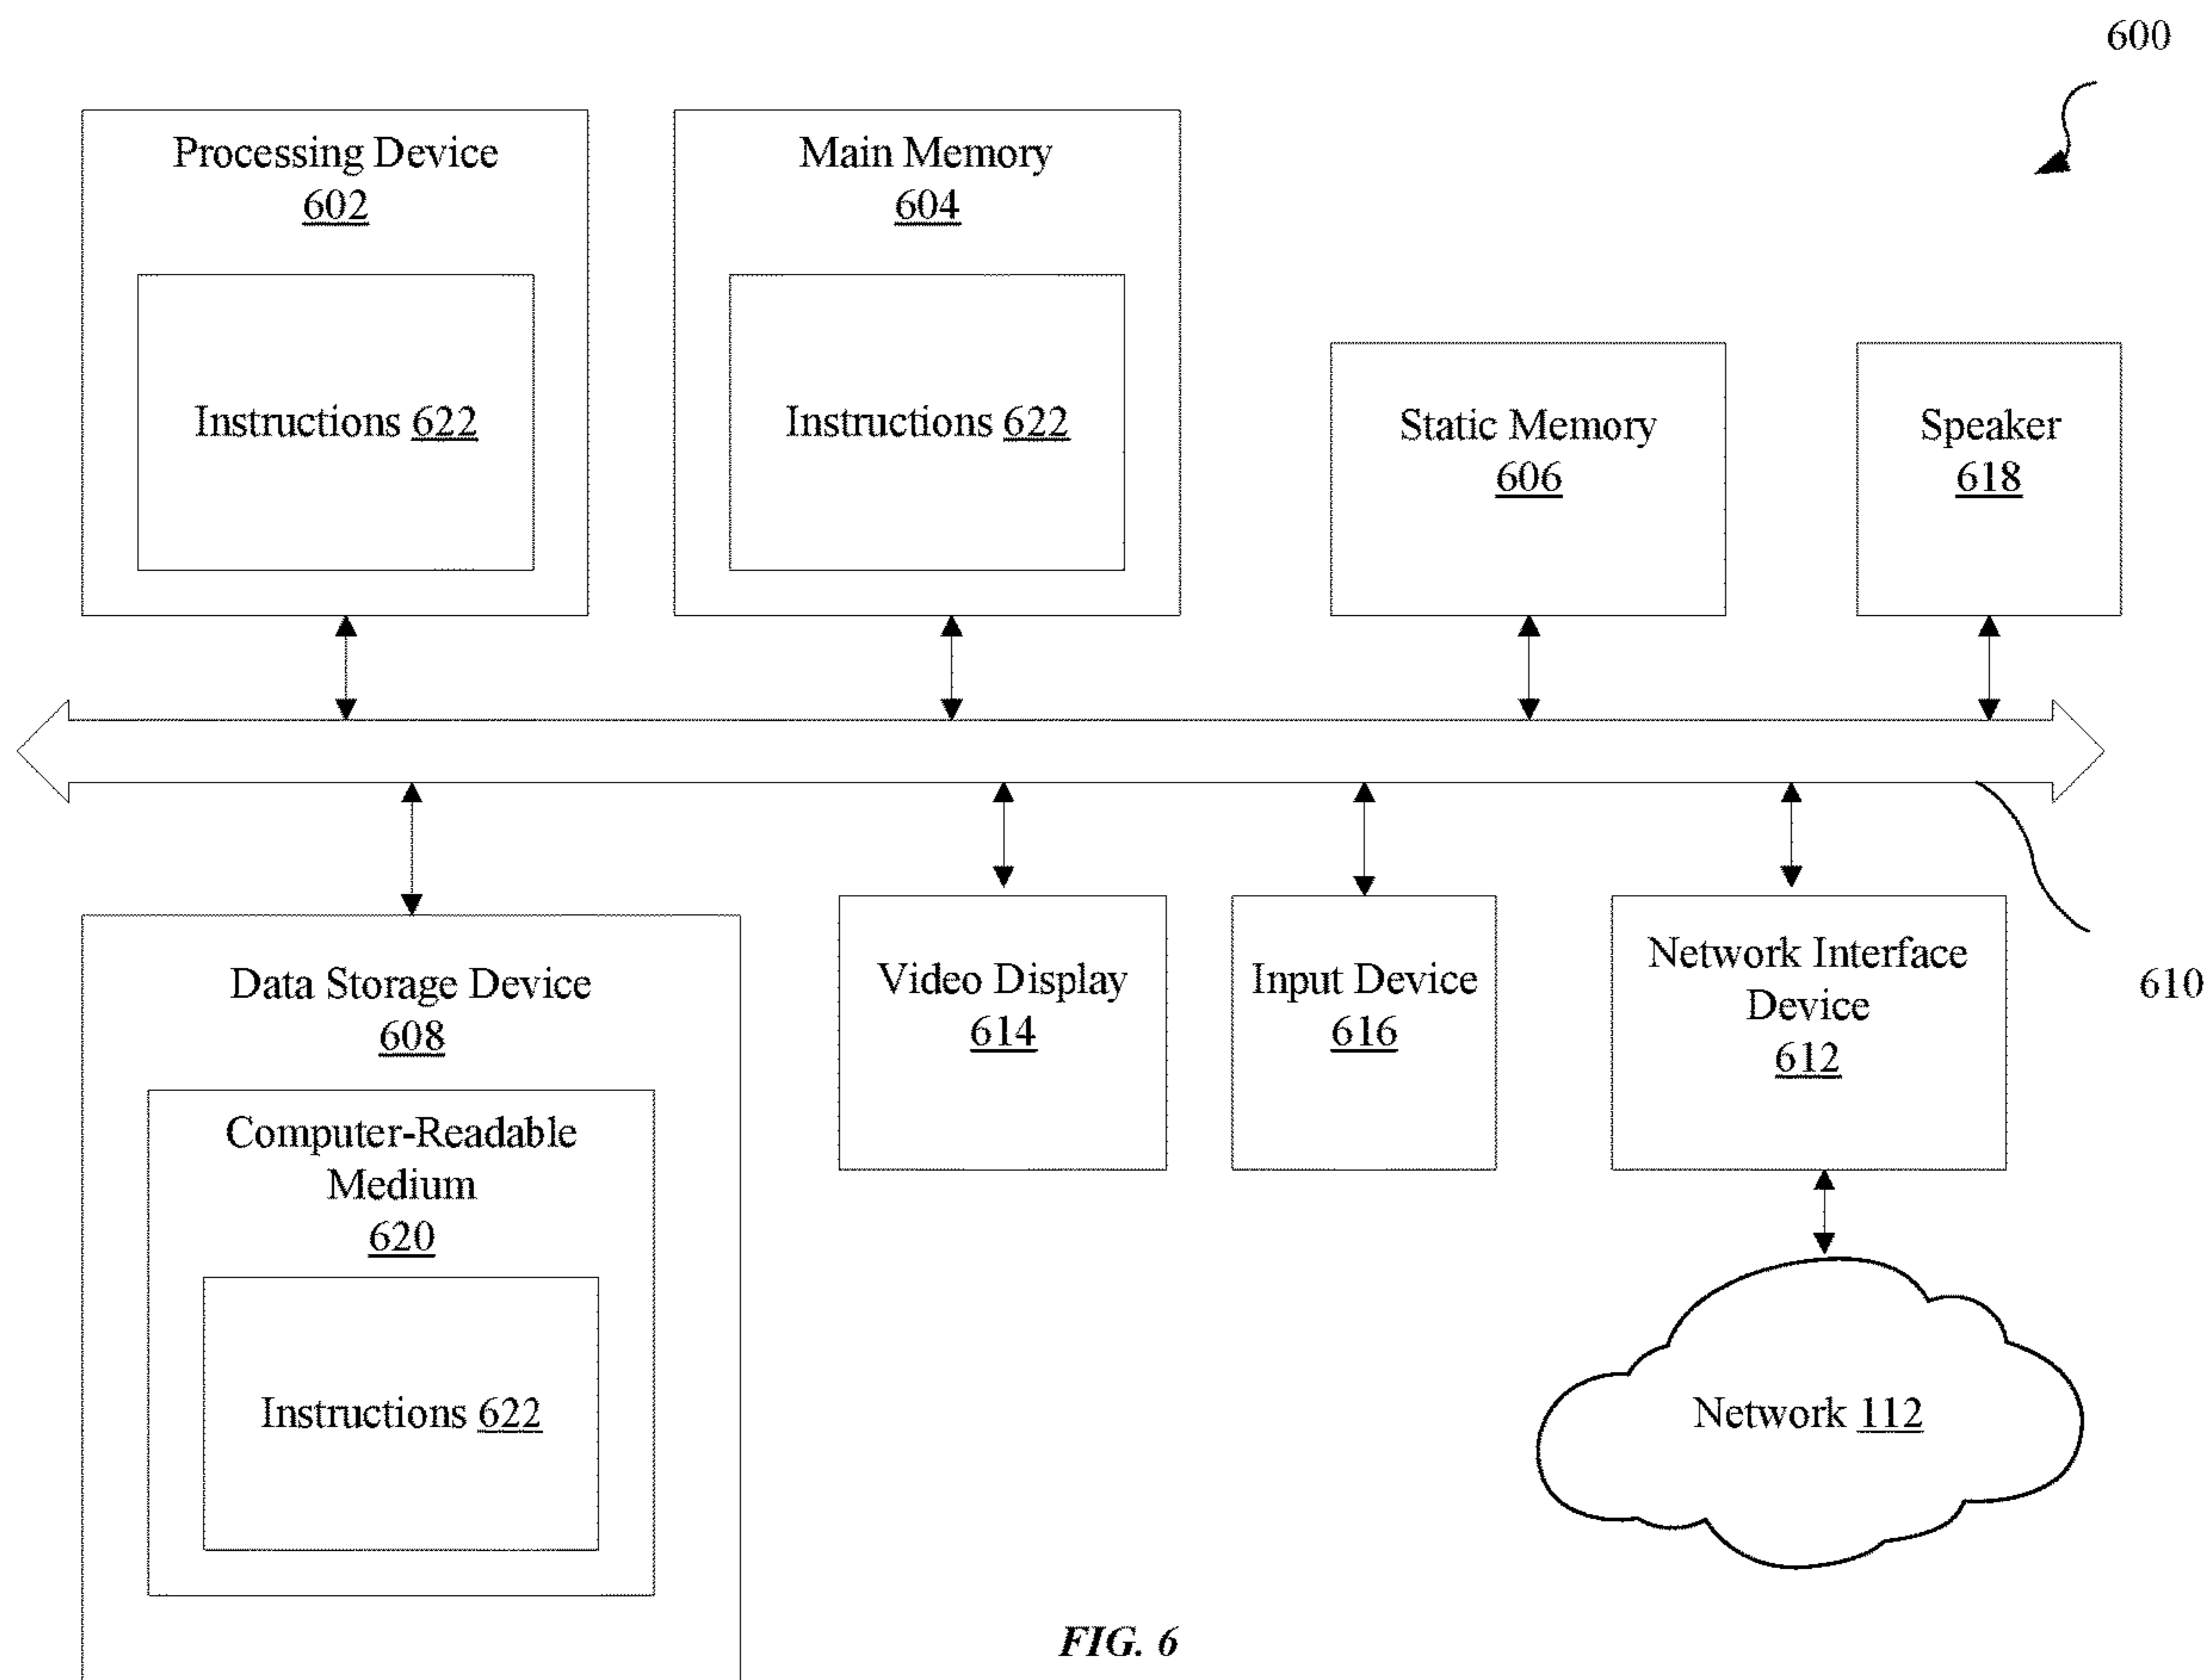 600
Processing Device
602
Instructions 622
Main Memory
604
Instructions 622
Static Memory
606
Speaker
618
610
Data Storage Device
608
Computer-Readable
Medium
620
Instructions 622
Video Display
614
Input Device
616
Network Interface
Device
612
Network 112
FIG. 6